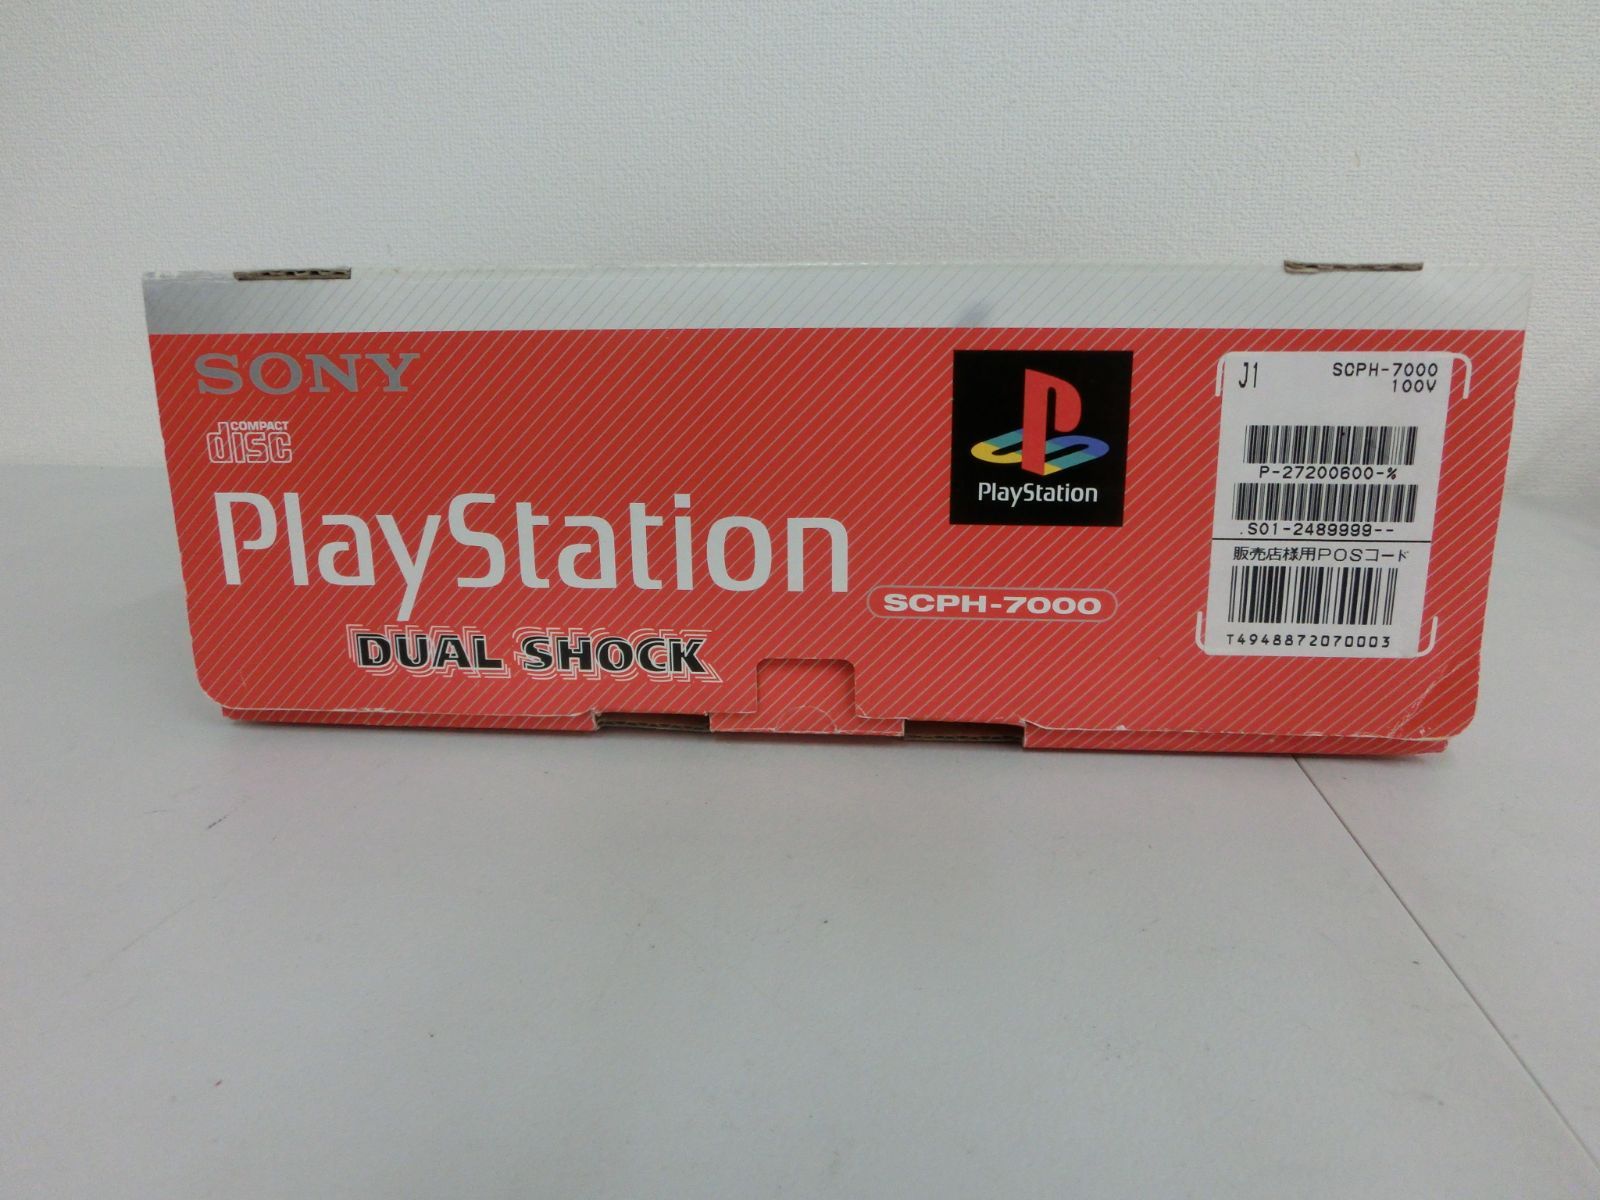 SONY
COMPACT
disc
PlayStation
SCPH-7000
DUAL SHOCK
PlayStation
J1 SCPH-7000
100V
P-27200600-%
.S01-2489999--
販売店様用POSコード
T4948872070003